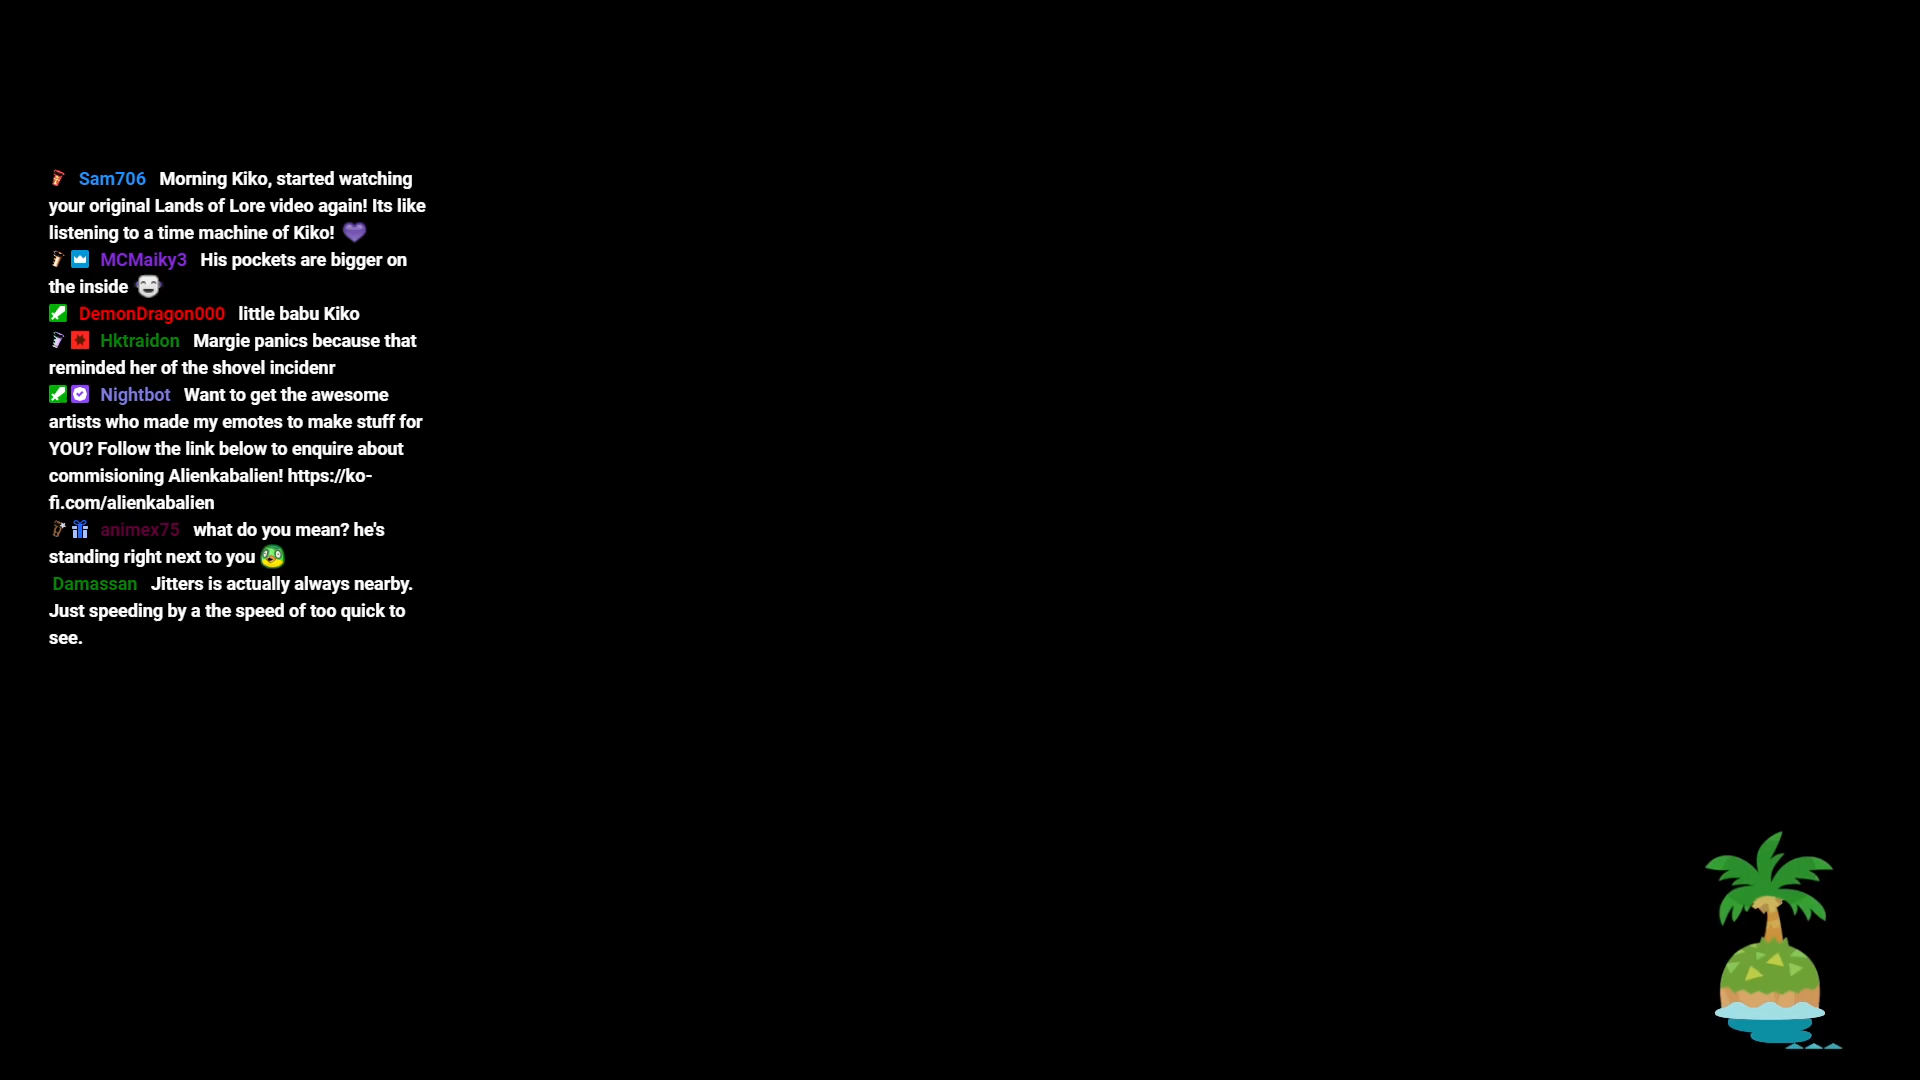 Sam706 Morning Kiko, started watching
your original Lands of Lore video again! Its like
listening to a time machine of Kiko!
MCMaiky3 His pockets are bigger on
the inside
DemonDragon000 little babu Kiko
Hktraidon Margie panics because that
reminded her of the shovel incidenr
Nightbot Want to get the awesome
artists who made my emotes to make stuff for
YOU? Follow the link below to enquire about
commisioning Alienkabalien! https://ko-
fi.com/alienkabalien
animex75 what do you mean? he's
standing right next to you
Damassan Jitters is actually always nearby.
Just speeding by a the speed of too quick to
see.